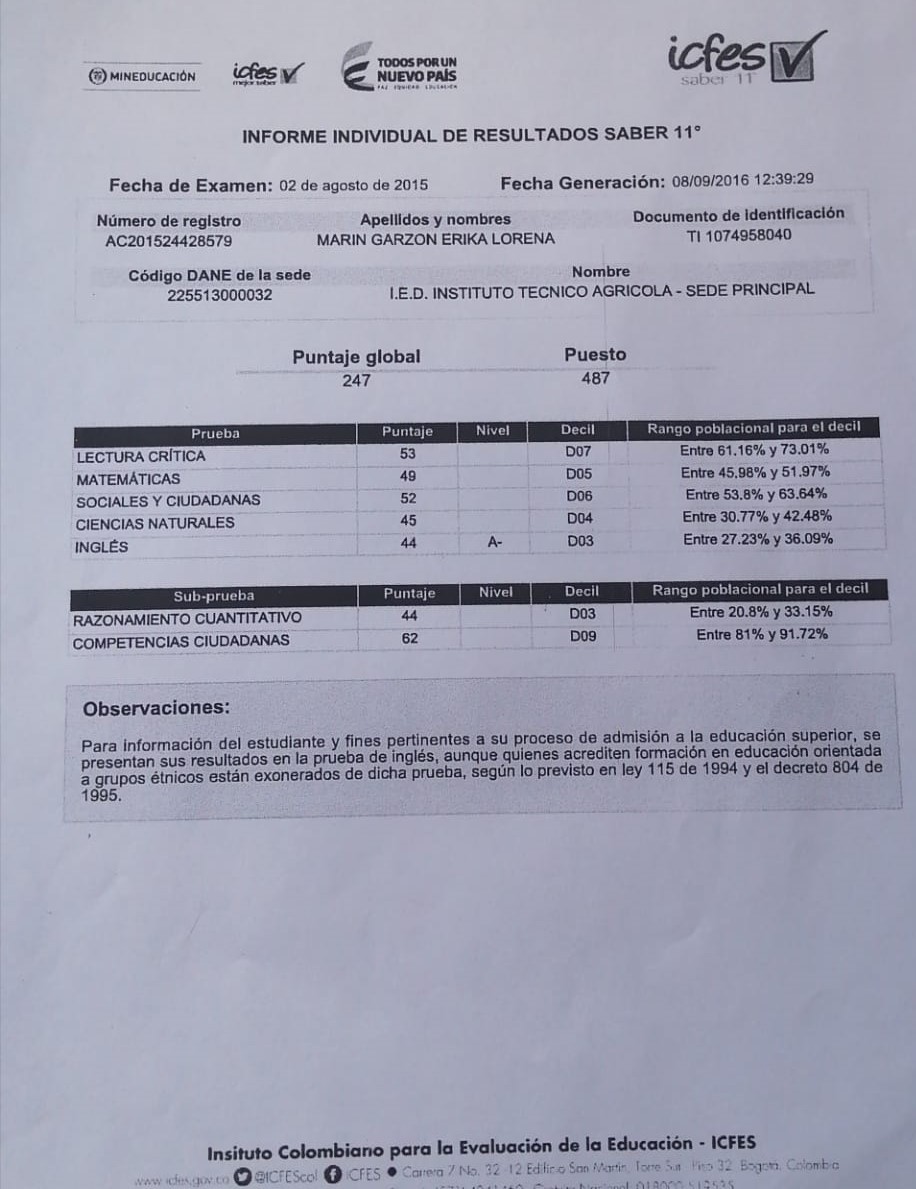 MINEDUCACIÓN
icfes
mejor saber
TODOS POR UN
NUEVO PAÍS
PAZ EQUIDAD EDUCACIÓN
icfes
saber 11°
INFORME INDIVIDUAL DE RESULTADOS SABER 11°
Fecha de Examen: 02 de agosto de 2015 Fecha Generación: 08/09/2016 12:39:29
Número de registro Apellidos y nombres Documento de identificación
AC201524428579 MARIN GARZON ERIKA LORENA TI 1074958040
Código DANE de la sede Nombre
225513000032 I.E.D. INSTITUTO TECNICO AGRICOLA - SEDE PRINCIPAL
Puntaje global Puesto
247 487
Prueba Puntaje Nivel Decil Rango poblacional para el decil
LECTURA CRÍTICA 53 D07 Entre 61.16% y 73.01%
MATEMÁTICAS 49 D05 Entre 45.98% y 51.97%
SOCIALES Y CIUDADANAS 52 D06 Entre 53.8% y 63.64%
CIENCIAS NATURALES 45 D04 Entre 30.77% y 42.48%
INGLÉS 44 A- D03 Entre 27.23% y 36.09%
Sub-prueba Puntaje Nivel Decil Rango poblacional para el decil
RAZONAMIENTO CUANTITATIVO 44 D03 Entre 20.8% y 33.15%
COMPETENCIAS CIUDADANAS 62 D09 Entre 81% y 91.72%
Observaciones:
Para información del estudiante y fines pertinentes a su proceso de admisión a la educación superior, se
presentan sus resultados en la prueba de inglés, aunque quienes acrediten formación en educación orientada
a grupos étnicos están exonerados de dicha prueba, según lo previsto en ley 115 de 1994 y el decreto 804 de
1995.
Insituto Colombiano para la Evaluación de la Educación - ICFES
www.icfes.gov.co @ICFEScol ICFES • Carrera 7 No. 32 12 Edificio San Martín, Torre Sur Piso 32 Bogotá, Colombia